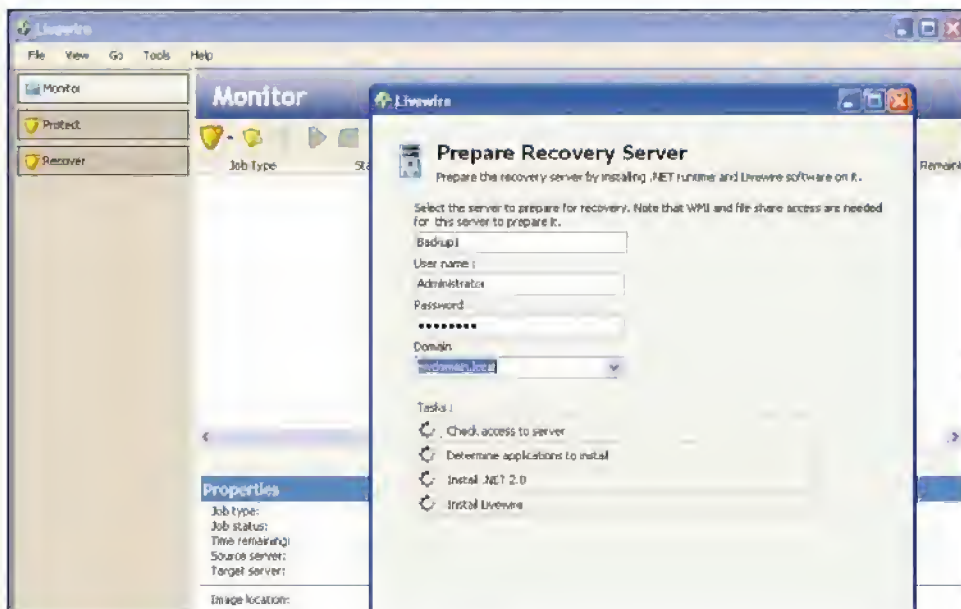 Livewire
File View Go Tools Help
Monitor
Protect
Recover
Monitor
Job Type
Livewire
Prepare Recovery Server
Prepare the recovery server by installing .NET runtime and Livewire software on it.
Select the server to prepare for recovery. Note that WMI and file share access are needed
for this server to prepare it.
Backup1
User name :
Administrator
Password
Domain
Tasks :
Check access to server
Determine applications to install
Install .NET 2.0
Install Livewire
Properties
Job type:
Job status:
Time remaining:
Source server:
Target server:
Image location: